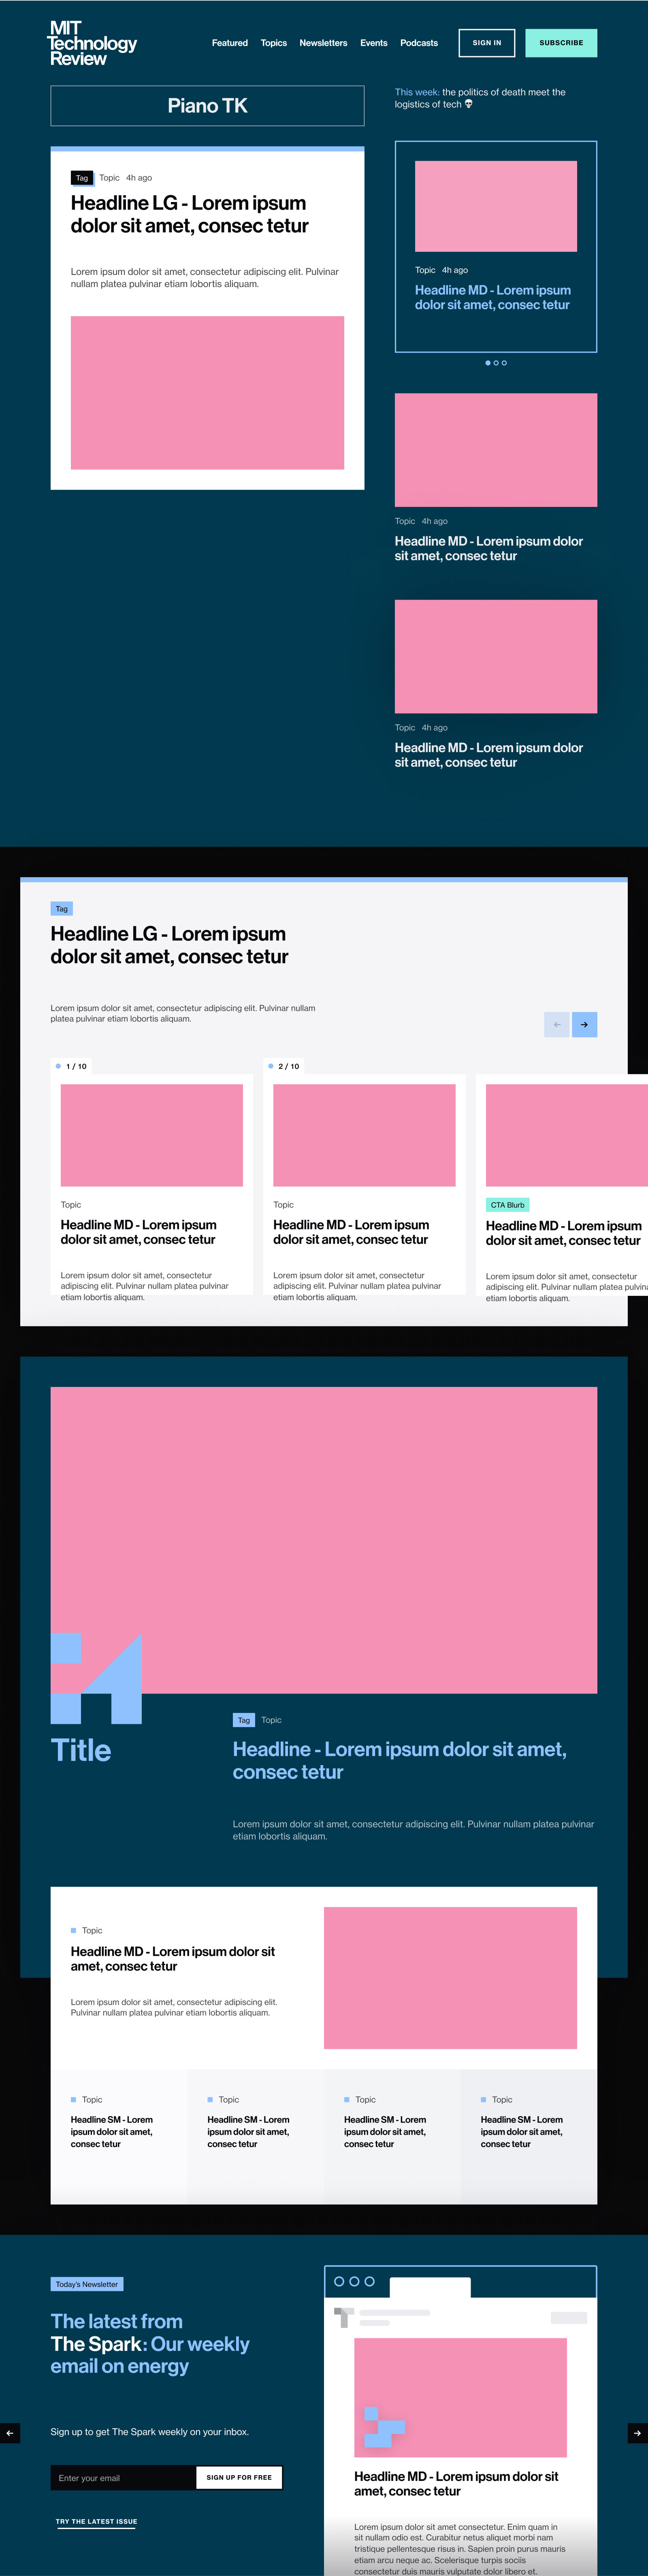 MIT
Technology
Review
Featured Topics Newsletters Events Podcasts SIGN IN SUBSCRIBE
Piano TK
This week: the politics of death meet the
logistics of tech 💀
Tag Topic 4h ago
Headline LG - Lorem ipsum
dolor sit amet, consec tetur
Lorem ipsum dolor sit amet, consectetur adipiscing elit. Pulvinar
nullam platea pulvinar etiam lobortis aliquam.
Topic 4h ago
Headline MD - Lorem ipsum
dolor sit amet, consec tetur
Topic 4h ago
Headline MD - Lorem ipsum dolor
sit amet, consec tetur
Topic 4h ago
Headline MD - Lorem ipsum dolor
sit amet, consec tetur
Tag
Headline LG - Lorem ipsum
dolor sit amet, consec tetur
Lorem ipsum dolor sit amet, consectetur adipiscing elit. Pulvinar nullam
platea pulvinar etiam lobortis aliquam.
1 / 10
Topic
Headline MD - Lorem ipsum
dolor sit amet, consec tetur
Lorem ipsum dolor sit amet, consectetur
adipiscing elit. Pulvinar nullam platea pulvinar
etiam lobortis aliquam.
2 / 10
Topic
Headline MD - Lorem ipsum
dolor sit amet, consec tetur
Lorem ipsum dolor sit amet, consectetur
adipiscing elit. Pulvinar nullam platea pulvinar
etiam lobortis aliquam.
CTA Blurb
Headline MD - Lorem ipsum
dolor sit amet, consec tetur
Lorem ipsum dolor sit amet, consectetur
adipiscing elit. Pulvinar nullam platea
etiam lobortis aliquam.
Title
Tag Topic
Headline - Lorem ipsum dolor sit amet,
consec tetur
Lorem ipsum dolor sit amet, consectetur adipiscing elit. Pulvinar nullam platea pulvinar
etiam lobortis aliquam.
Topic
Headline MD - Lorem ipsum dolor sit
amet, consec tetur
Lorem ipsum dolor sit amet, consectetur adipiscing elit.
Pulvinar nullam platea pulvinar etiam lobortis aliquam.
Topic
Headline SM - Lorem
ipsum dolor sit amet,
consec tetur
Topic
Headline SM - Lorem
ipsum dolor sit amet,
consec tetur
Topic
Headline SM - Lorem
ipsum dolor sit amet,
consec tetur
Topic
Headline SM - Lorem
ipsum dolor sit amet,
consec tetur
Today's Newsletter
The latest from
The Spark: Our weekly
email on energy
Sign up to get The Spark weekly on your inbox.
Enter your email SIGN UP FOR FREE
TRY THE LATEST ISSUE
Headline MD - Lorem ipsum dolor sit
amet, consec tetur
Lorem ipsum dolor sit amet consectetur. Enim quam in
sit nullam odio est. Curabitur netus aliquet morbi nam
tristique pellentesque risus in. Sapien proin purus mauris
etiam arcu neque ac. Scelerisque turpis sociis
consectetur duis mauris vulputate dolor libero et.